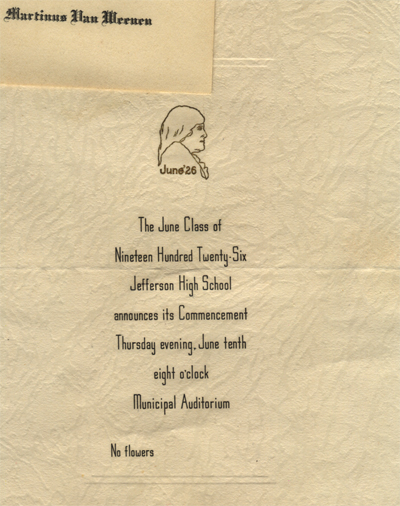 Martinus Van Weenen
June '26
The June Class of
Nineteen Hundred Twenty-Six
Jefferson High School
announces its Commencement
Thursday evening, June tenth
eight o'clock
Municipal Auditorium
No flowers